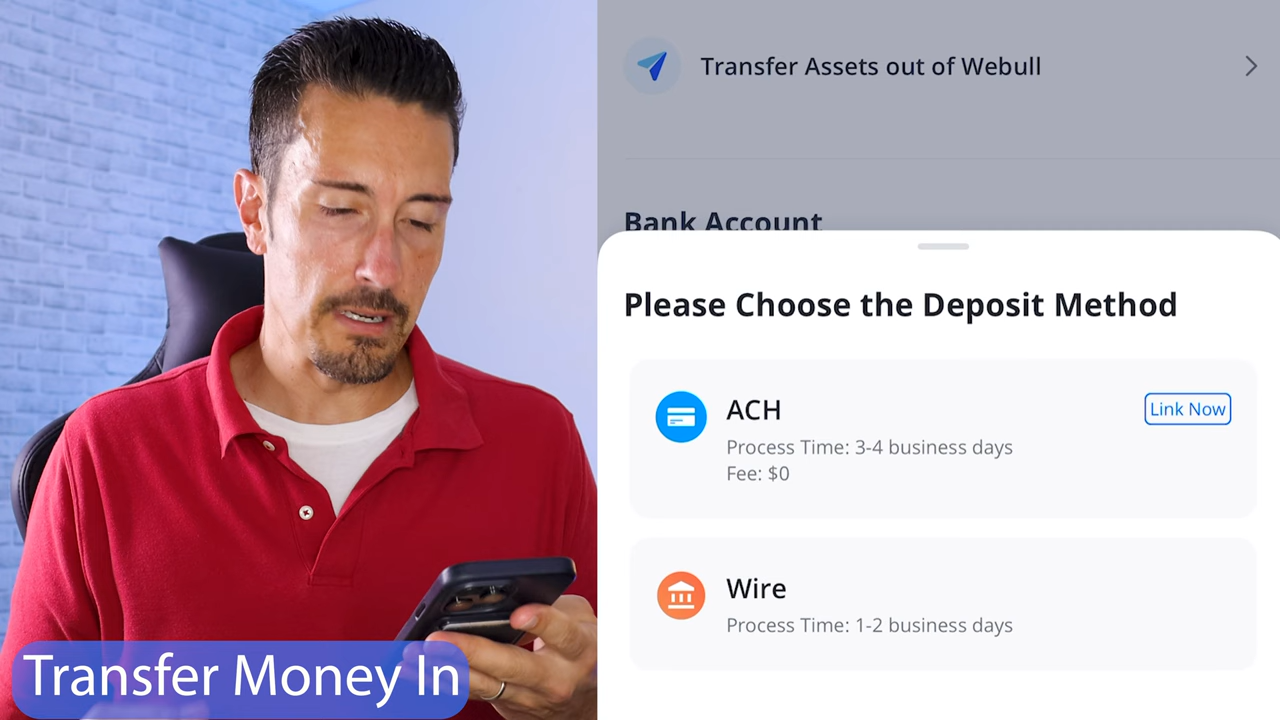 Transfer Assets out of Webull
Bank Account
Please Choose the Deposit Method
ACH
Link Now
Process Time: 3-4 business days
Fee: $0
Wire
Process Time: 1-2 business days
Transfer Money In